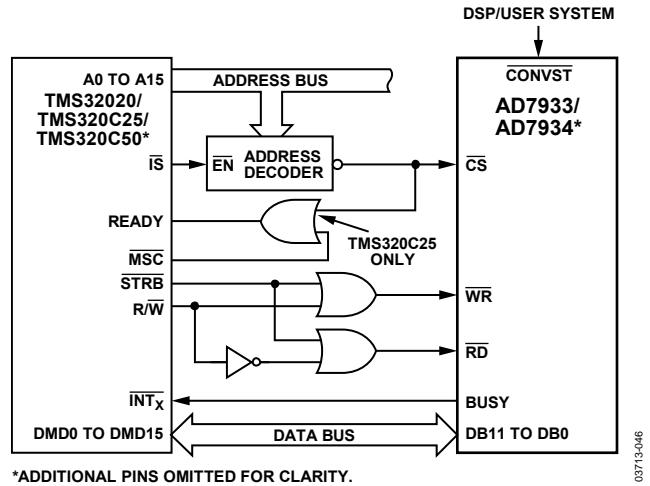 DSP/USER SYSTEM
A0 TO A15
ADDRESS BUS
CONVST
TMS32020/
TMS320C25/
TMS320C50*
AD7933/
AD7934*
IS
EN
ADDRESS
DECODER
CS
READY
TMS320C25
ONLY
MSC
STRB
R/W
WR
RD
INTX
BUSY
DMD0 TO DMD15
DATA BUS
DB11 TO DB0
*ADDITIONAL PINS OMITTED FOR CLARITY.
03713-046